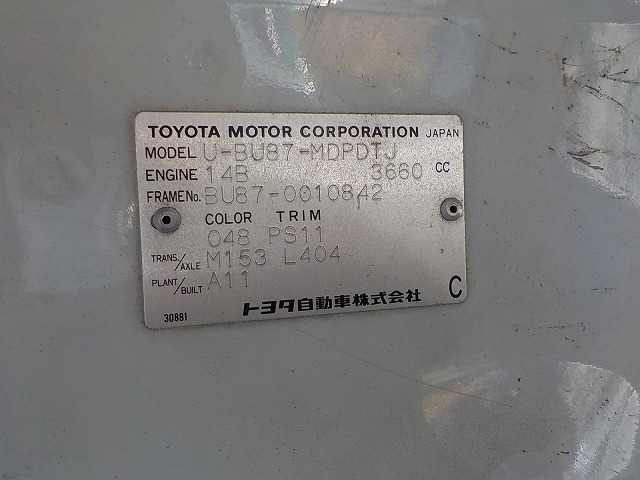 TOYOTA MOTOR CORPORATION JAPAN
MODEL U-BU87-MDPDTJ
ENGINE 14B 3660 CC
FRAME No. BU87-0010842
COLOR TRIM
048 PS11
TRANS./AXLE M153 L404
PLANT/BUILT A11
トヨタ自動車株式会社 C
30881